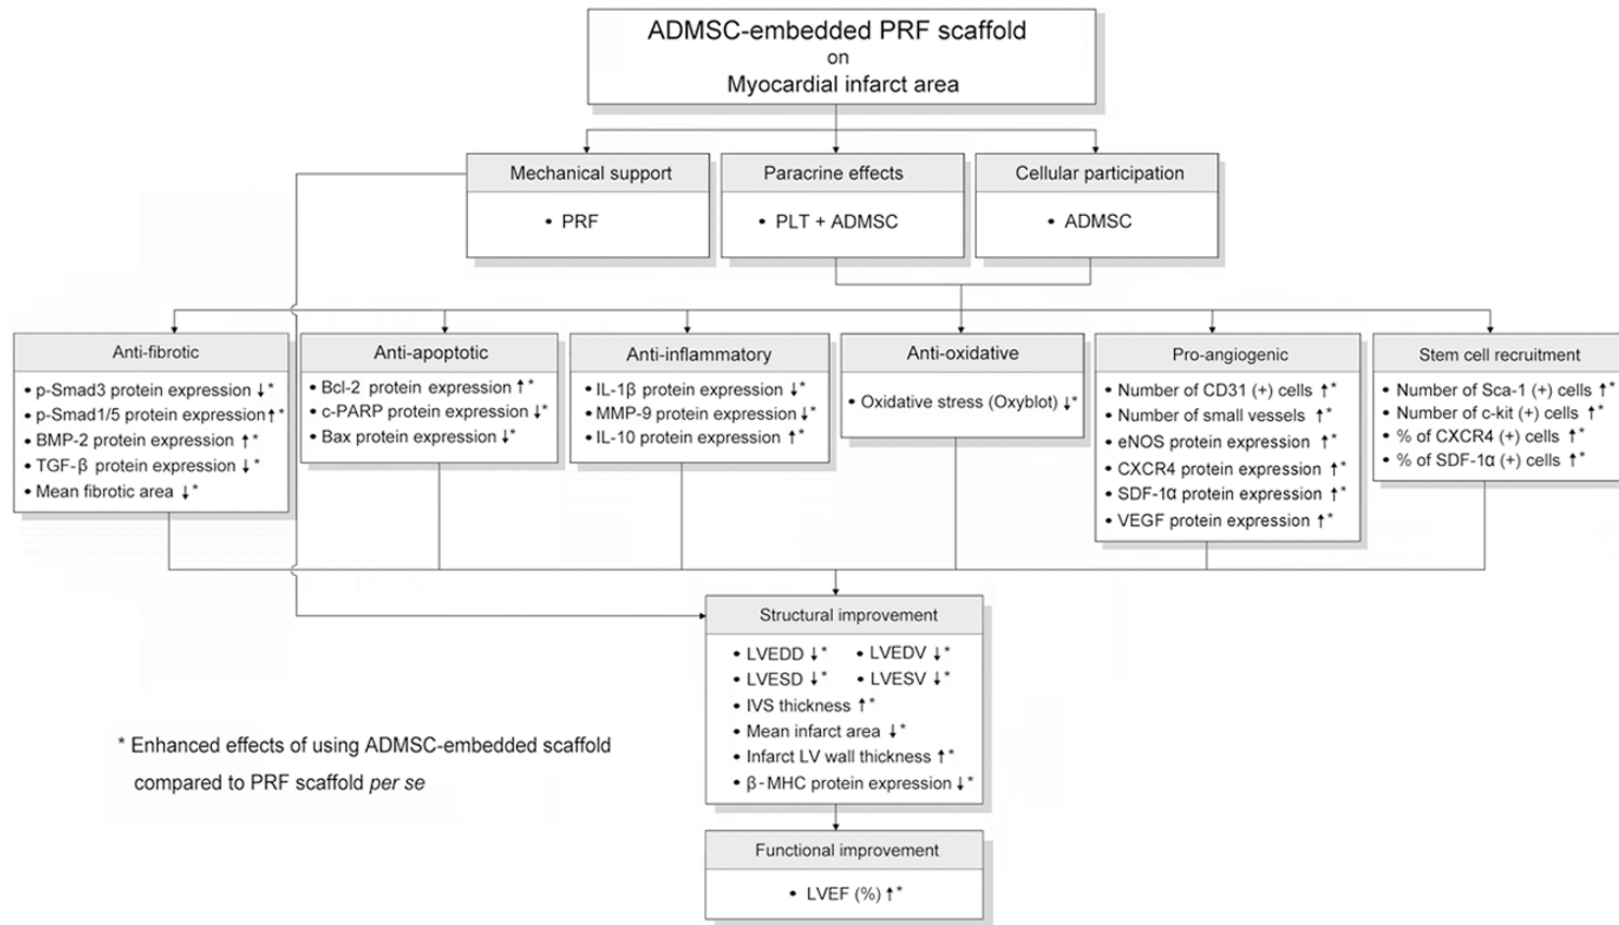 ADMSC-embedded PRF scaffold
on
Myocardial infarct area
Mechanical support
• PRF
Paracrine effects
• PLT + ADMSC
Cellular participation
• ADMSC
Anti-fibrotic
• p-Smad3 protein expression ↓*
• p-Smad1/5 protein expression↑*
• BMP-2 protein expression ↑*
• TGF-β protein expression ↓*
• Mean fibrotic area ↓*
Anti-apoptotic
• Bcl-2 protein expression ↑*
• c-PARP protein expression ↓*
• Bax protein expression ↓*
Anti-inflammatory
• IL-1β protein expression ↓*
• MMP-9 protein expression ↓*
• IL-10 protein expression ↑*
Anti-oxidative
• Oxidative stress (Oxyblot) ↓*
Pro-angiogenic
• Number of CD31 (+) cells ↑*
• Number of small vessels ↑*
• eNOS protein expression ↑*
• CXCR4 protein expression ↑*
• SDF-1α protein expression ↑*
• VEGF protein expression ↑*
Stem cell recruitment
• Number of Sca-1 (+) cells ↑*
• Number of c-kit (+) cells ↑*
• % of CXCR4 (+) cells ↑*
• % of SDF-1α (+) cells ↑*
Structural improvement
• LVEDD ↓* • LVEDV ↓*
• LVESD ↓* • LVESV ↓*
• IVS thickness ↑*
• Mean infarct area ↓*
• Infarct LV wall thickness ↑*
• β-MHC protein expression ↓*
Functional improvement
• LVEF (%) ↑*
* Enhanced effects of using ADMSC-embedded scaffold
compared to PRF scaffold per se